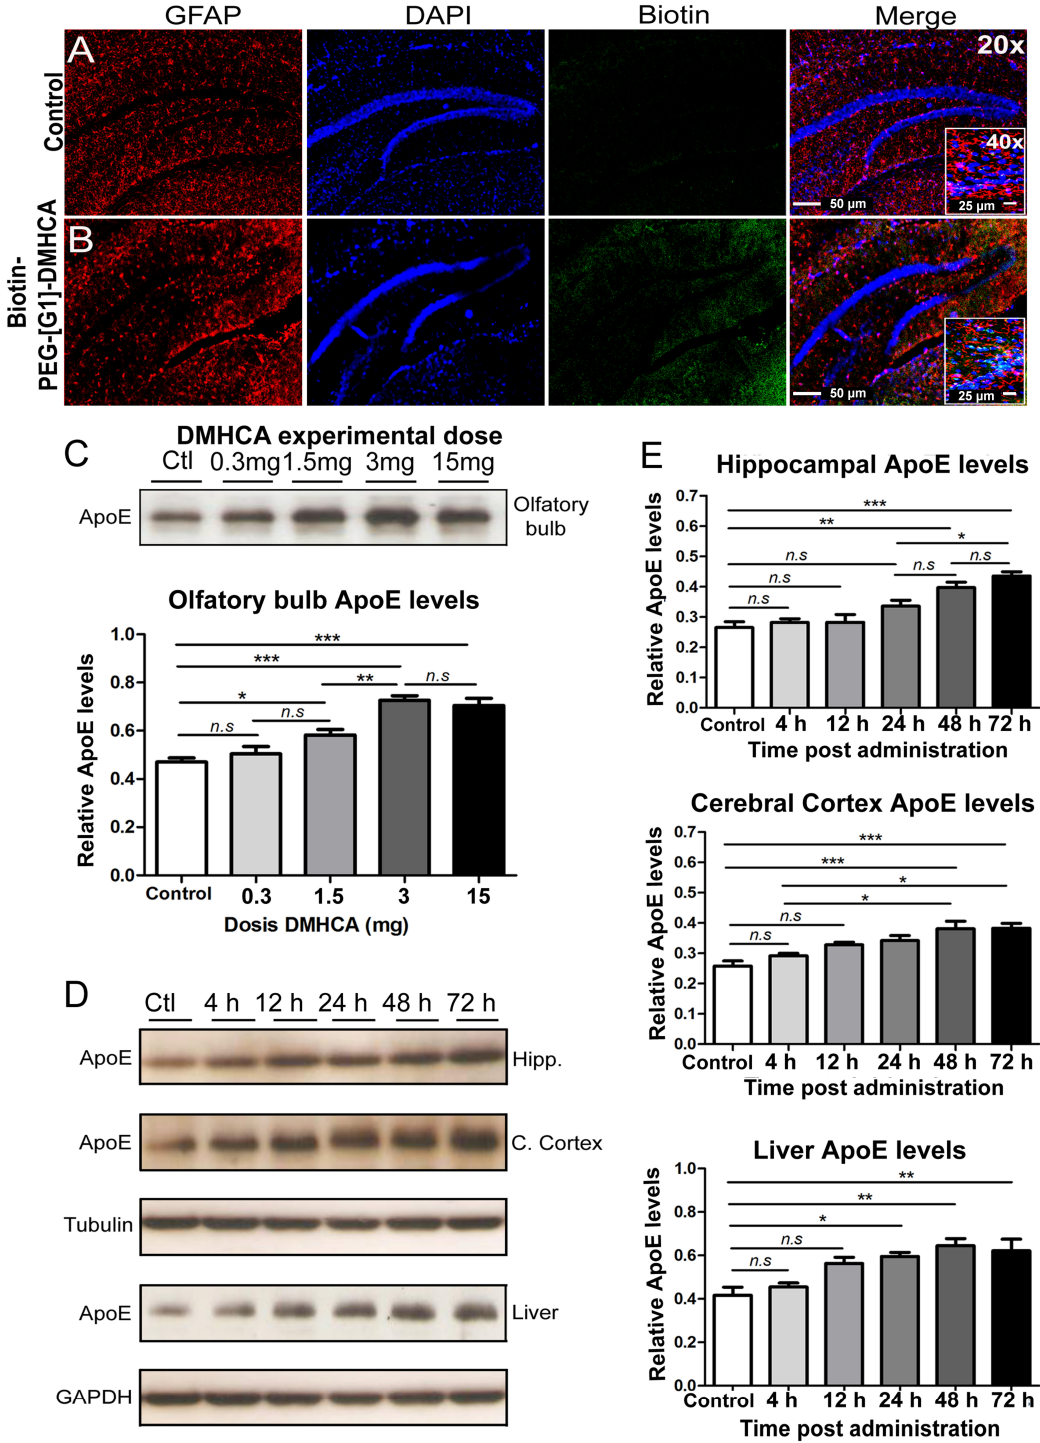 GFAP DAPI Biotin Merge
A 20x
Control
40x
50 µm 25 µm
B
Biotin-
PEG-[G1]-DMHCA
50 µm 25 µm
C
DMHCA experimental dose
Ctl 0.3mg 1.5mg 3mg 15mg
ApoE
Olfatory
bulb
Olfatory bulb ApoE levels
Relative ApoE levels
1.0
0.8
0.6
0.4
0.2
0.0
***
***
**
n.s
*
n.s
n.s
Control 0.3 1.5 3 15
Dosis DMHCA (mg)
D
Ctl 4 h 12 h 24 h 48 h 72 h
ApoE Hipp.
ApoE C. Cortex
Tubulin
ApoE Liver
GAPDH
E
Hippocampal ApoE levels
Relative ApoE levels
0.7
0.6
0.5
0.4
0.3
0.2
0.1
0.0
***
**
*
n.s
n.s
n.s
n.s
n.s
Control 4 h 12 h 24 h 48 h 72 h
Time post administration
Cerebral Cortex ApoE levels
Relative ApoE levels
0.7
0.6
0.5
0.4
0.3
0.2
0.1
0.0
***
***
*
*
n.s
n.s
Control 4 h 12 h 24 h 48 h 72 h
Time post administration
Liver ApoE levels
Relative ApoE levels
1.0
0.8
0.6
0.4
0.2
0.0
**
**
*
n.s
n.s
Control 4 h 12 h 24 h 48 h 72 h
Time post administration